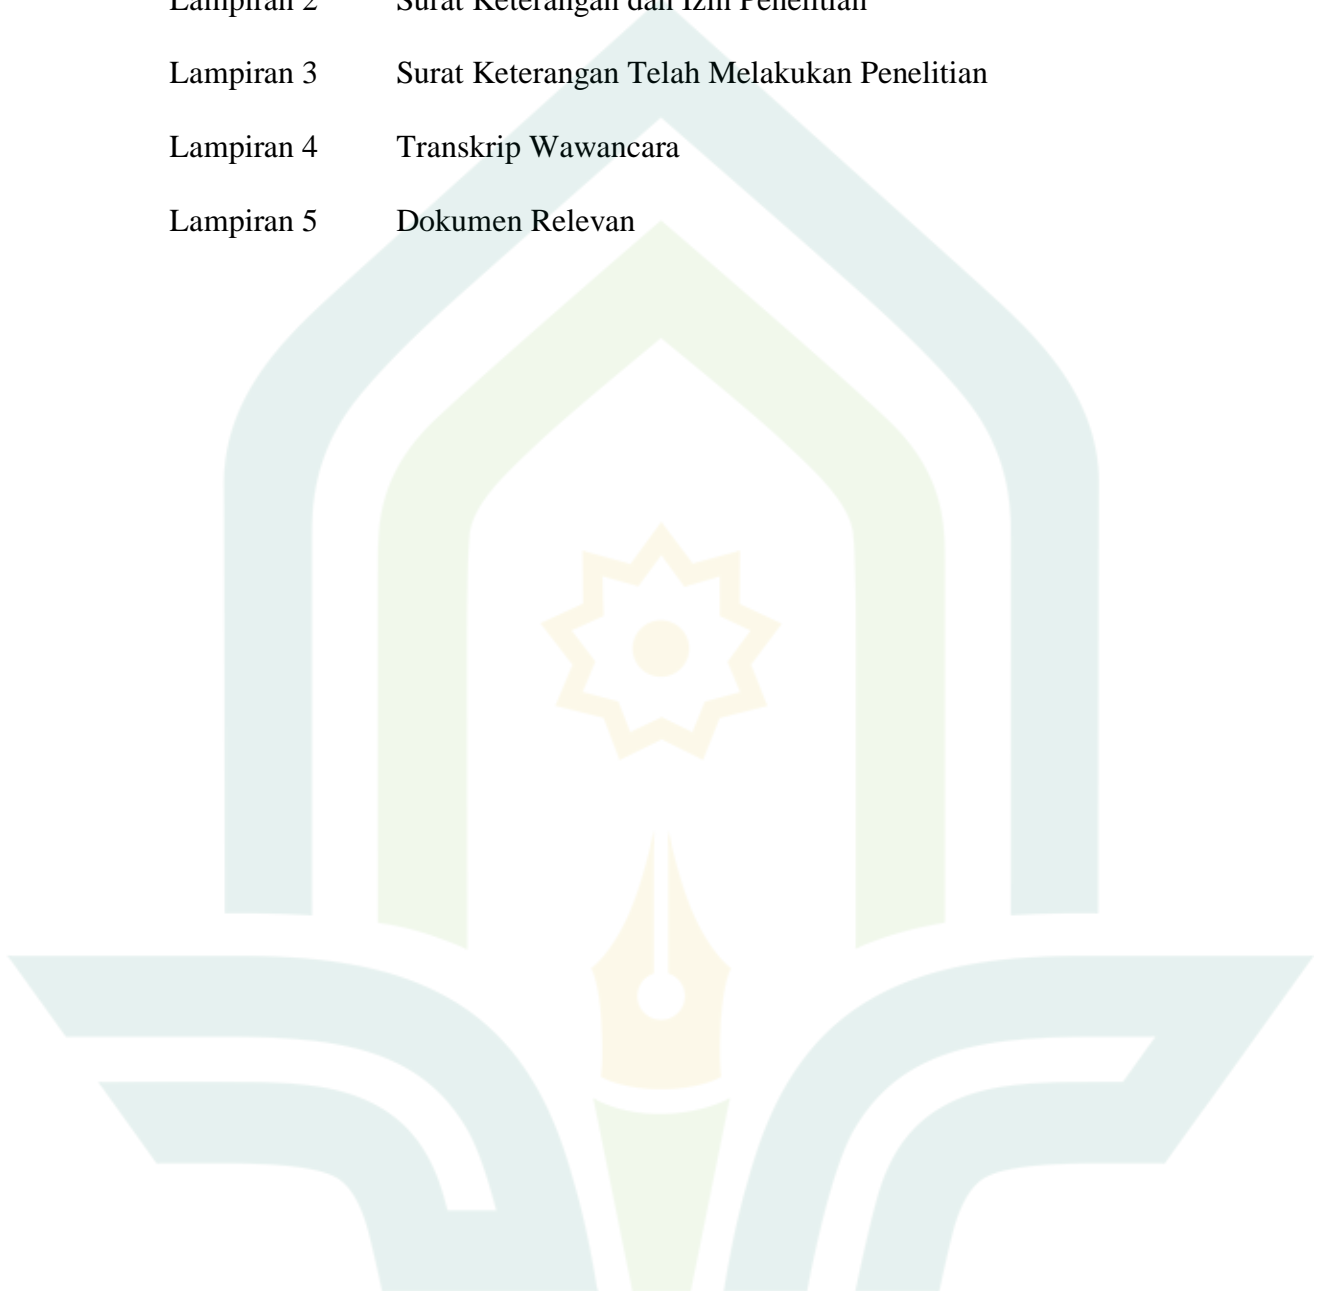 Lampiran 2 Surat Keterangan dan Izin Penelitian
Lampiran 3 Surat Keterangan Telah Melakukan Penelitian
Lampiran 4 Transkrip Wawancara
Lampiran 5 Dokumen Relevan